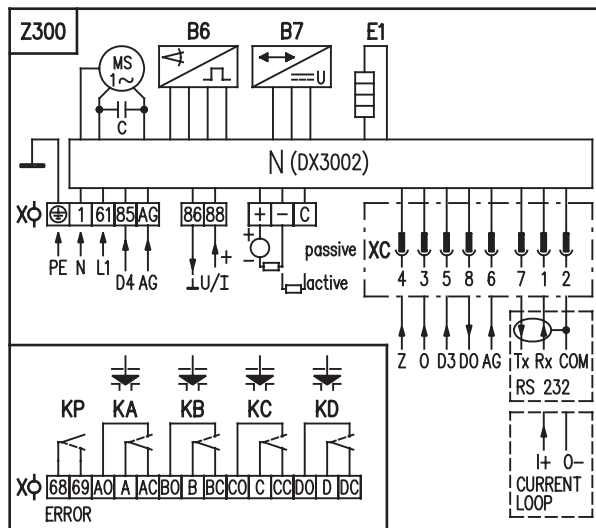 Z300 B6 B7 E1
MS
1~
C
U
N (DX3002)
X 1 61 85 AG 86 88 + − C
PE N L1 D4 AG ⊥ U/I + + −
passive
active
XC
4 3 5 8 6 7 1 2
Z O D3 DO AG Tx Rx COM
RS 232
I+ O-
CURRENT
LOOP
KP KA KB KC KD
X 68 69 AO A AC BO B BC CO C CC DO D DC
ERROR